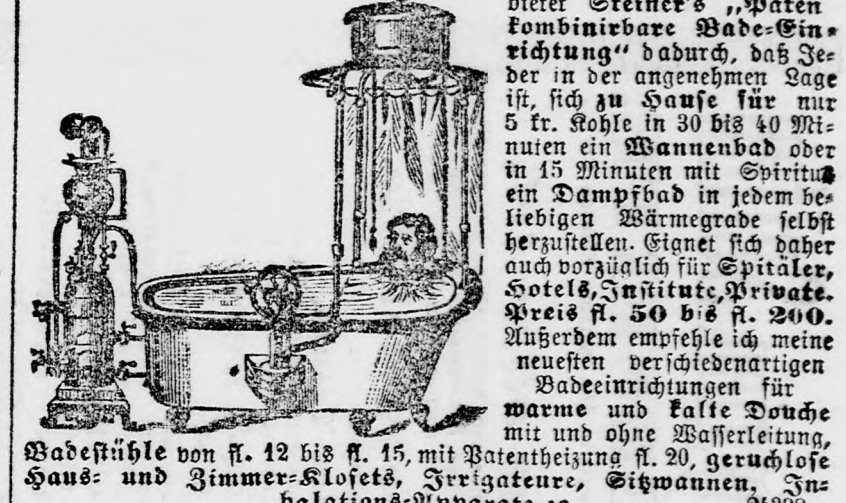 bietet Steiner's „Paten
kombinirbare Bade=Ein=
richtung“ dadurch, daß Je=
der in der angenehmen Lage
ist, sich zu Hause für nur
5 kr. Kohle in 30 bis 40 Mi=
nuten ein Wannenbad oder
in 15 Minuten mit Spiritus
ein Dampfbad in jedem be=
liebigen Wärmegrade selbst
herzustellen. Eignet sich daher
auch vorzüglich für Spitäler,
Hotels, Institute, Private.
Preis fl. 50 bis fl. 200.
Außerdem empfehle ich meine
neuesten verschiedenartigen
Badeeinrichtungen für
warme und kalte Douche
mit und ohne Wasserleitung,
Badestühle von fl. 12 bis fl. 15, mit Patentheizung fl. 20, geruchlose
Haus= und Zimmer=Klosets, Irrigateure, Sitzwannen, In=
halations=Apparate